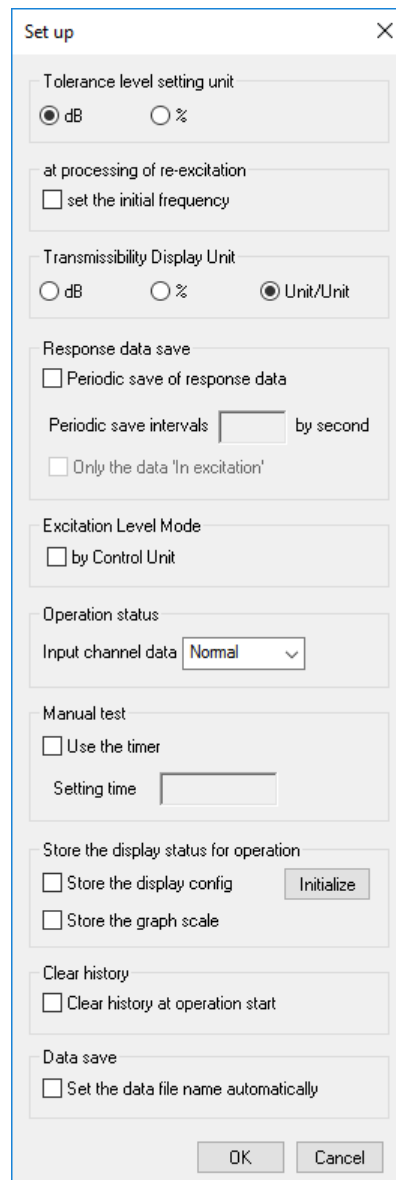 Set up
Tolerance level setting unit
dB %
at processing of re-excitation
set the initial frequency
Transmissibility Display Unit
dB % Unit/Unit
Response data save
Periodic save of response data
Periodic save intervals by second
Only the data 'In excitation'
Excitation Level Mode
by Control Unit
Operation status
Input channel data Normal
Manual test
Use the timer
Setting time
Store the display status for operation
Store the display config Initialize
Store the graph scale
Clear history
Clear history at operation start
Data save
Set the data file name automatically
OK Cancel